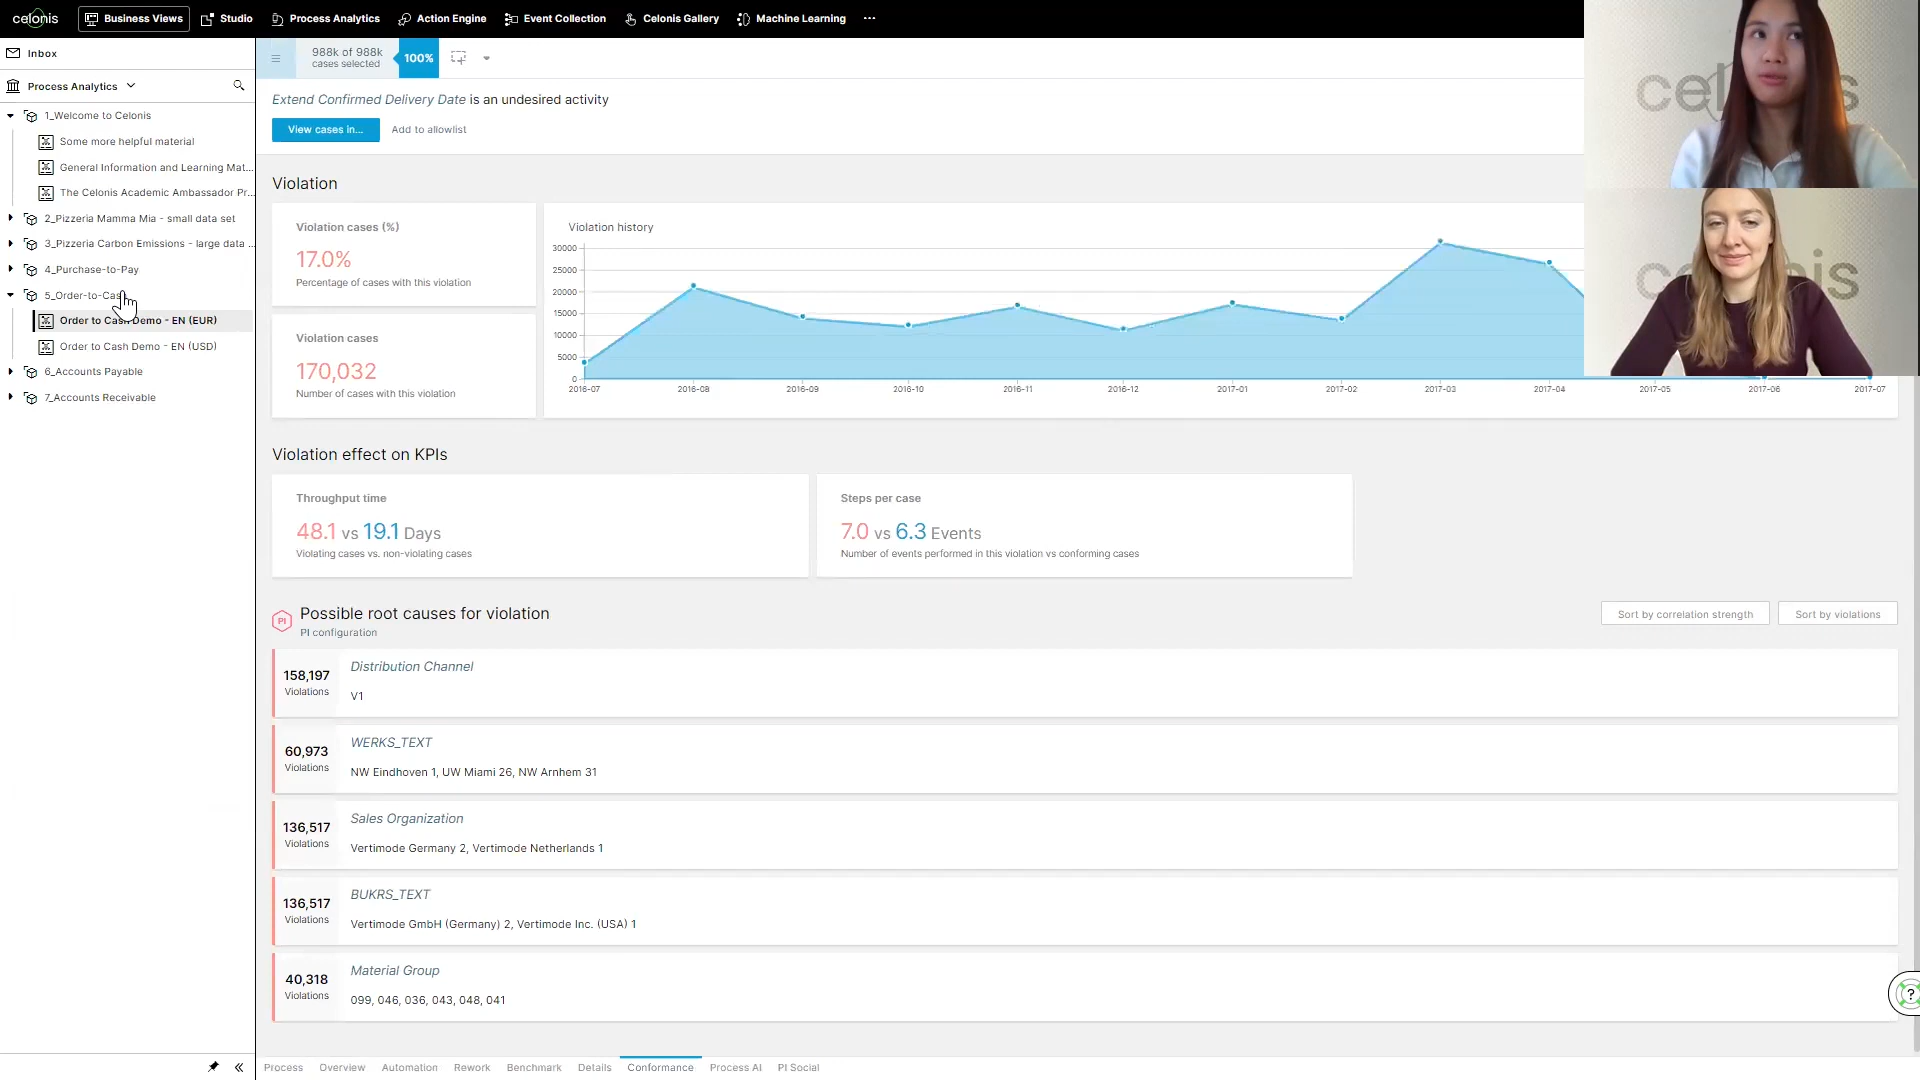 celonis
Business Views
Studio
Process Analytics
Action Engine
Event Collection
Celonis Gallery
Machine Learning
Inbox
Process Analytics
1_Welcome to Celonis
Some more helpful material
General Information and Learning Mat...
The Celonis Academic Ambassador Pr...
2_Pizzeria Mamma Mia - small data set
3_Pizzeria Carbon Emissions - large data ...
4_Purchase-to-Pay
5_Order-to-Cas
Order to Cash Demo - EN (EUR)
Order to Cash Demo - EN (USD)
6_Accounts Payable
7_Accounts Receivable
988k of 988k
cases selected
100%
Extend Confirmed Delivery Date is an undesired activity
View cases in...
Add to allowlist
Violation
Violation cases (%)
17.0%
Percentage of cases with this violation
Violation cases
170,032
Number of cases with this violation
Violation history
30000
25000
20000
15000
10000
5000
0
2016-07 2016-08 2016-09 2016-10 2016-11 2016-12 2017-01 2017-02 2017-03 2017-04 2017-05 2017-06 2017-07
Violation effect on KPIs
Throughput time
48.1 vs 19.1 Days
Violating cases vs. non-violating cases
Steps per case
7.0 vs 6.3 Events
Number of events performed in this violation vs conforming cases
PI
Possible root causes for violation
PI configuration
Sort by correlation strength
Sort by violations
158,197
Violations
Distribution Channel
V1
60,973
Violations
WERKS_TEXT
NW Eindhoven 1, UW Miami 26, NW Arnhem 31
136,517
Violations
Sales Organization
Vertimode Germany 2, Vertimode Netherlands 1
136,517
Violations
BUKRS_TEXT
Vertimode GmbH (Germany) 2, Vertimode Inc. (USA) 1
40,318
Violations
Material Group
099, 046, 036, 043, 048, 041
?
Process
Overview
Automation
Rework
Benchmark
Details
Conformance
Process AI
PI Social